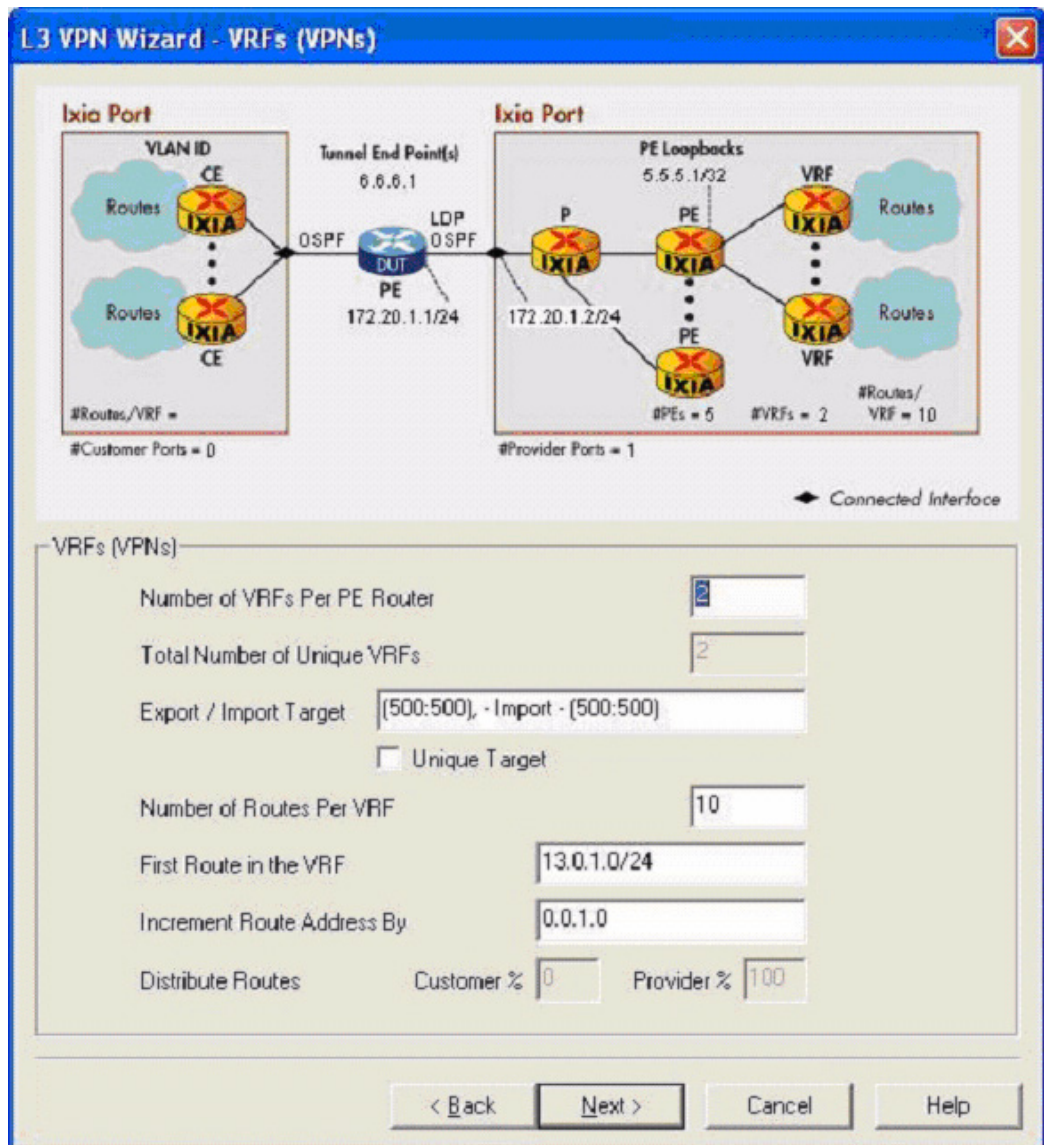 L3 VPN Wizard - VRFs (VPNs)
Ixia Port
Ixia Port
VLAN ID
CE
Routes
IXIA
Routes
IXIA
CE
#Routes/VRF =
#Customer Ports = 0
Tunnel End Point(s)
6.6.6.1
OSPF
LDP
OSPF
DUT
PE
172.20.1.1/24
172.20.1.2/24
P
IXIA
PE Loopbacks
5.5.5.1/32
PE
IXIA
PE
IXIA
VRF
IXIA
Routes
IXIA
VRF
Routes
#PEs = 5
#VRFs = 2
#Routes/
VRF = 10
#Provider Ports = 1
Connected Interface
VRFs (VPNs)
Number of VRFs Per PE Router 2
Total Number of Unique VRFs 2
Export / Import Target (500:500), - Import - (500:500)
Unique Target
Number of Routes Per VRF 10
First Route in the VRF 13.0.1.0/24
Increment Route Address By 0.0.1.0
Distribute Routes Customer % 0 Provider % 100
< Back Next > Cancel Help